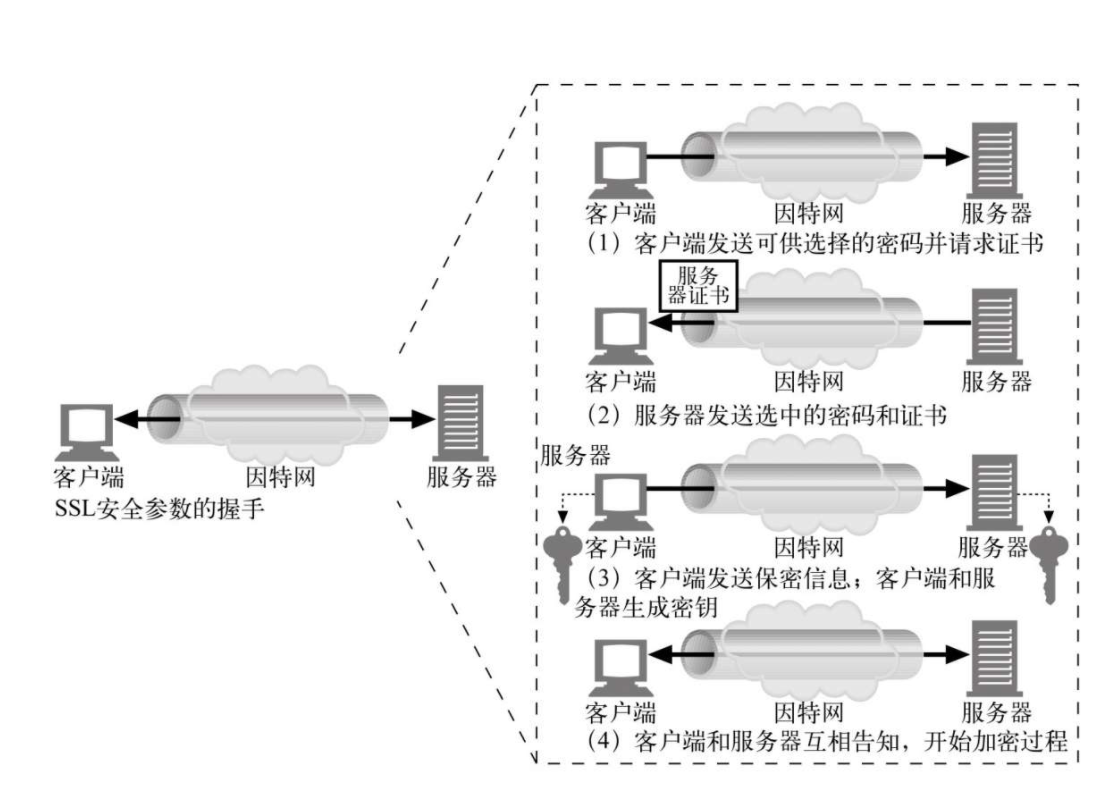 客户端
因特网
服务器
SSL安全参数的握手
客户端
因特网
服务器
（1）客户端发送可供选择的密码并请求证书
服务
器证书
客户端
因特网
服务器
（2）服务器发送选中的密码和证书
服务器
客户端
因特网
服务器
（3）客户端发送保密信息；客户端和服
务器生成密钥
客户端
因特网
服务器
（4）客户端和服务器互相告知，开始加密过程